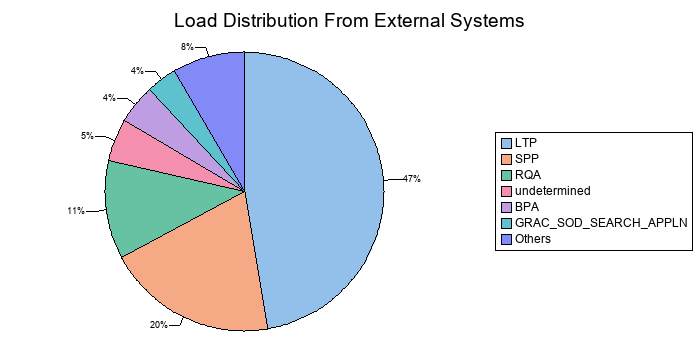 Load Distribution From External Systems
8%
4%
4%
5%
11%
20%
47%
LTP
SPP
RQA
undetermined
BPA
GRAC_SOD_SEARCH_APPLN
Others